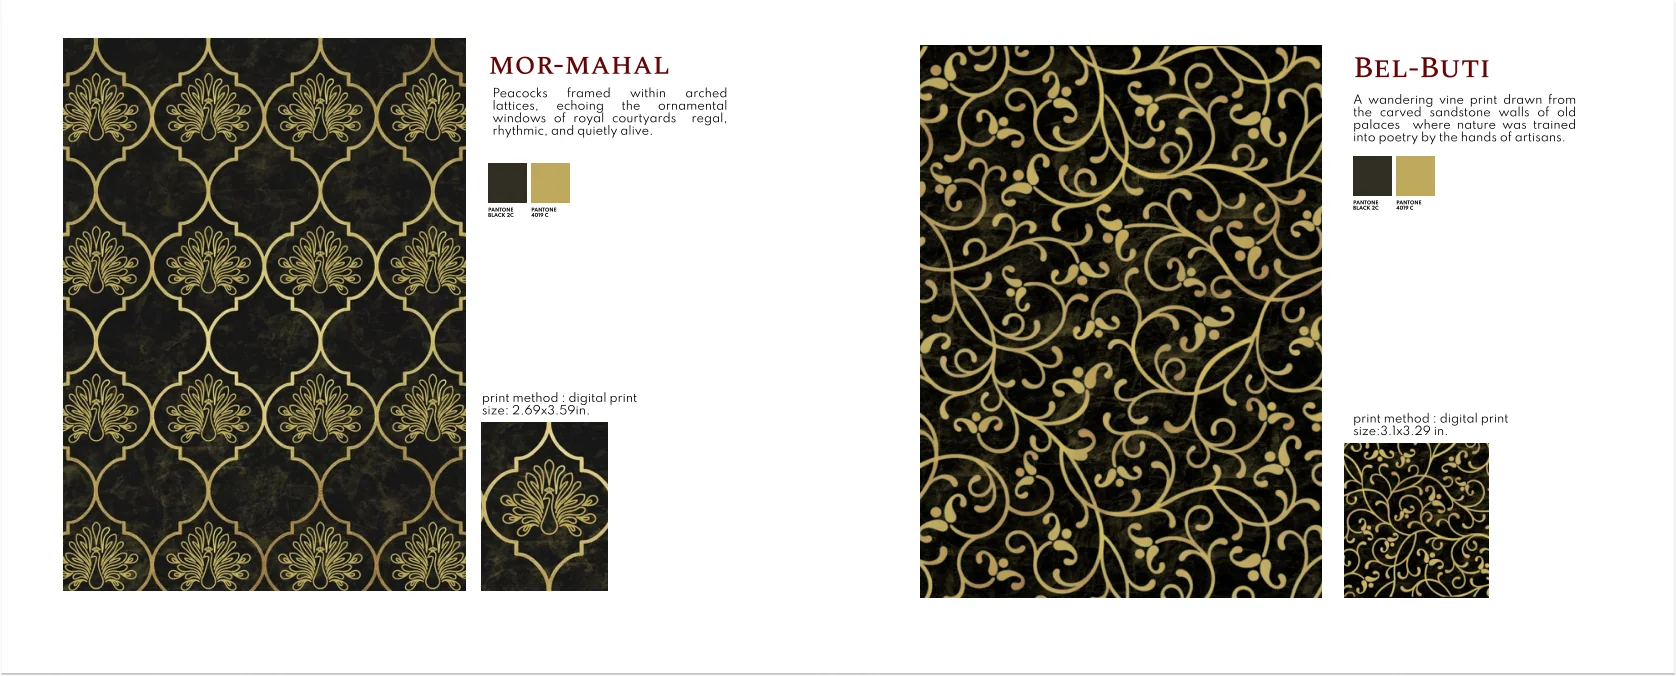 MOR-MAHAL
Peacocks framed within arched
lattices, echoing the ornamental
windows of royal courtyards regal,
rhythmic, and quietly alive.
PANTONE
BLACK 2C
PANTONE
4019 C
print method : digital print
size: 2.69x3.59in.
BEL-BUTI
A wandering vine print drawn from
the carved sandstone walls of old
palaces where nature was trained
into poetry by the hands of artisans.
PANTONE
BLACK 2C
PANTONE
4019 C
print method : digital print
size:3.1x3.29 in.